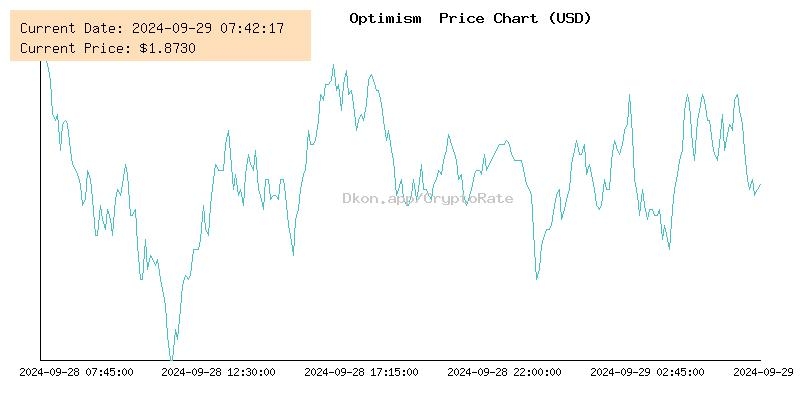 Optimism Price Chart (USD)
Current Date: 2024-09-29 07:42:17
Current Price: $1.8730
Dkon.app/CryptoRate
2024-09-28 07:45:00 2024-09-28 12:30:00 2024-09-28 17:15:00 2024-09-28 22:00:00 2024-09-29 02:45:00 2024-09-29